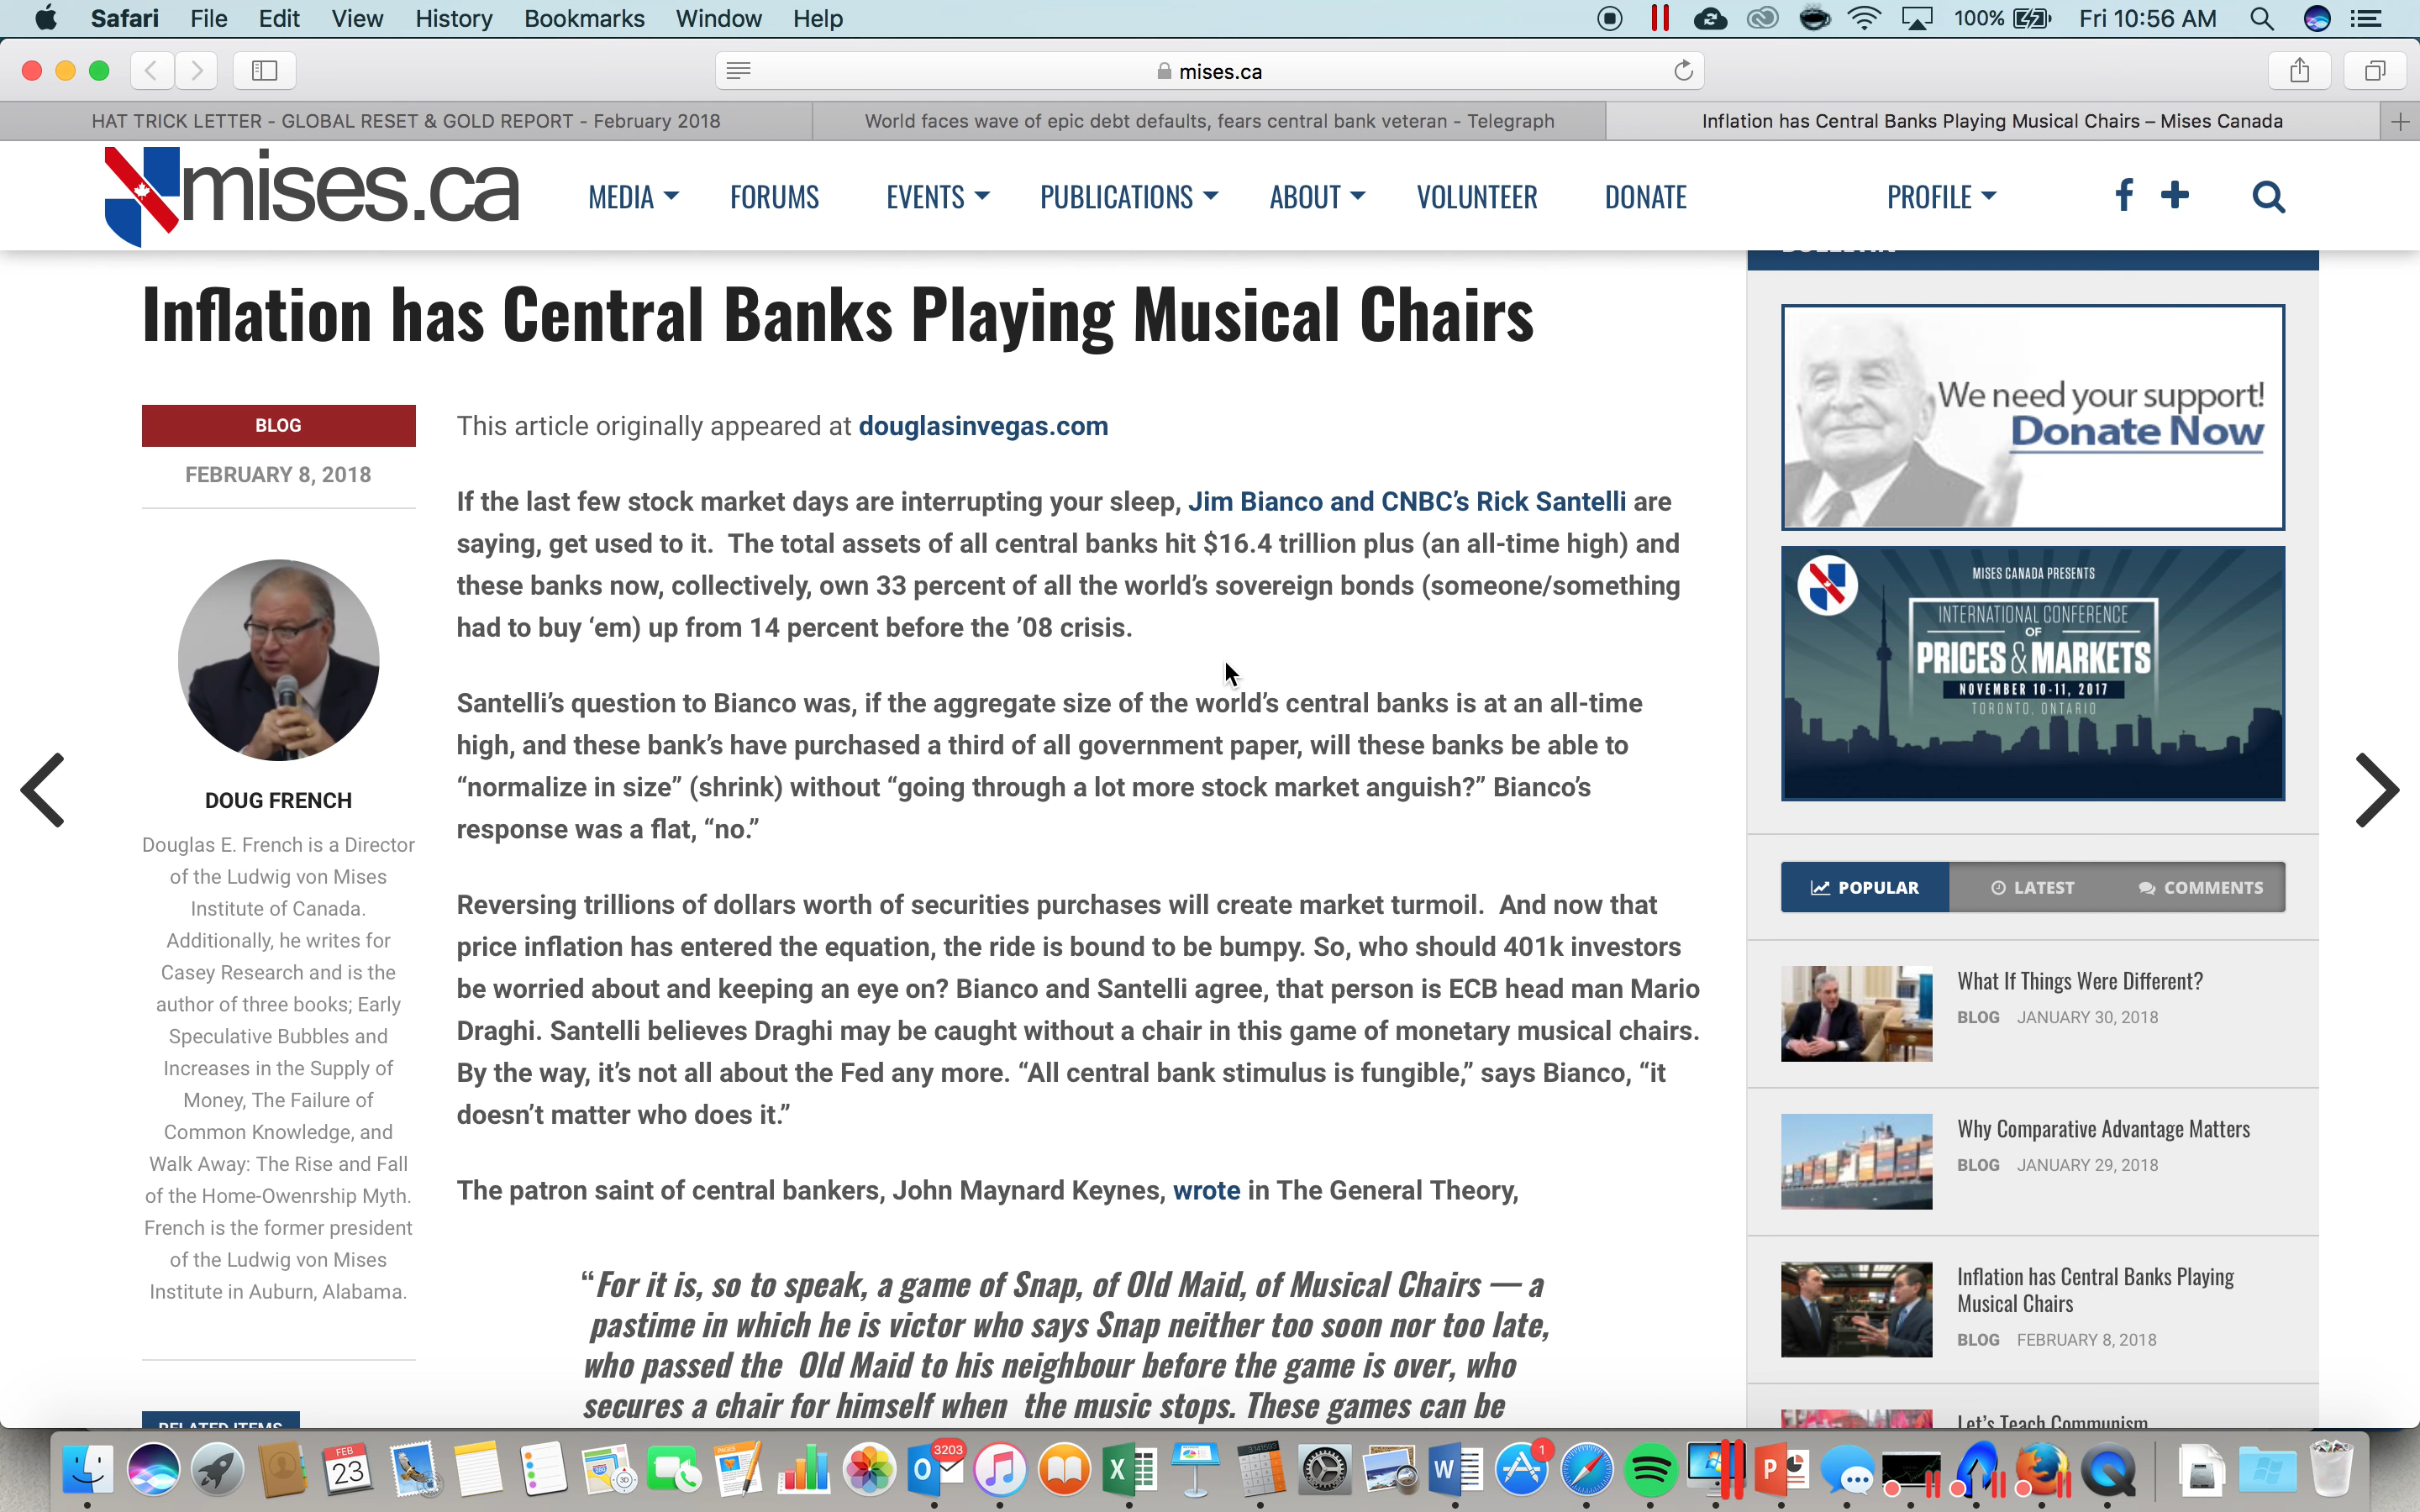 Safari File Edit View History Bookmarks Window Help 100% Fri 10:56 AM
mises.ca
HAT TRICK LETTER - GLOBAL RESET & GOLD REPORT - February 2018
World faces wave of epic debt defaults, fears central bank veteran - Telegraph
Inflation has Central Banks Playing Musical Chairs – Mises Canada
mises.ca
MEDIA FORUMS EVENTS PUBLICATIONS ABOUT VOLUNTEER DONATE PROFILE
Inflation has Central Banks Playing Musical Chairs
BLOG
FEBRUARY 8, 2018
DOUG FRENCH
Douglas E. French is a Director
of the Ludwig von Mises
Institute of Canada.
Additionally, he writes for
Casey Research and is the
author of three books; Early
Speculative Bubbles and
Increases in the Supply of
Money, The Failure of
Common Knowledge, and
Walk Away: The Rise and Fall
of the Home-Owenrship Myth.
French is the former president
of the Ludwig von Mises
Institute in Auburn, Alabama.
RELATED ITEMS
This article originally appeared at douglasinvegas.com
If the last few stock market days are interrupting your sleep, Jim Bianco and CNBC’s Rick Santelli are
saying, get used to it.  The total assets of all central banks hit $16.4 trillion plus (an all-time high) and
these banks now, collectively, own 33 percent of all the world’s sovereign bonds (someone/something
had to buy ‘em) up from 14 percent before the ’08 crisis.
Santelli’s question to Bianco was, if the aggregate size of the world’s central banks is at an all-time
high, and these bank’s have purchased a third of all government paper, will these banks be able to
“normalize in size” (shrink) without “going through a lot more stock market anguish?” Bianco’s
response was a flat, “no.”
Reversing trillions of dollars worth of securities purchases will create market turmoil.  And now that
price inflation has entered the equation, the ride is bound to be bumpy. So, who should 401k investors
be worried about and keeping an eye on? Bianco and Santelli agree, that person is ECB head man Mario
Draghi. Santelli believes Draghi may be caught without a chair in this game of monetary musical chairs.
By the way, it’s not all about the Fed any more. “All central bank stimulus is fungible,” says Bianco, “it
doesn’t matter who does it.”
The patron saint of central bankers, John Maynard Keynes, wrote in The General Theory,
“For it is, so to speak, a game of Snap, of Old Maid, of Musical Chairs — a
pastime in which he is victor who says Snap neither too soon nor too late,
who passed the  Old Maid to his neighbour before the game is over, who
secures a chair for himself when  the music stops. These games can be
We need your support!
Donate Now
MISES CANADA PRESENTS
INTERNATIONAL CONFERENCE
OF
PRICES & MARKETS
NOVEMBER 10-11, 2017
TORONTO, ONTARIO
POPULAR LATEST COMMENTS
What If Things Were Different?
BLOG JANUARY 30, 2018
Why Comparative Advantage Matters
BLOG JANUARY 29, 2018
Inflation has Central Banks Playing
Musical Chairs
BLOG FEBRUARY 8, 2018
Let’s Teach Communism
FEB
23
3D
PAGES
3203
1